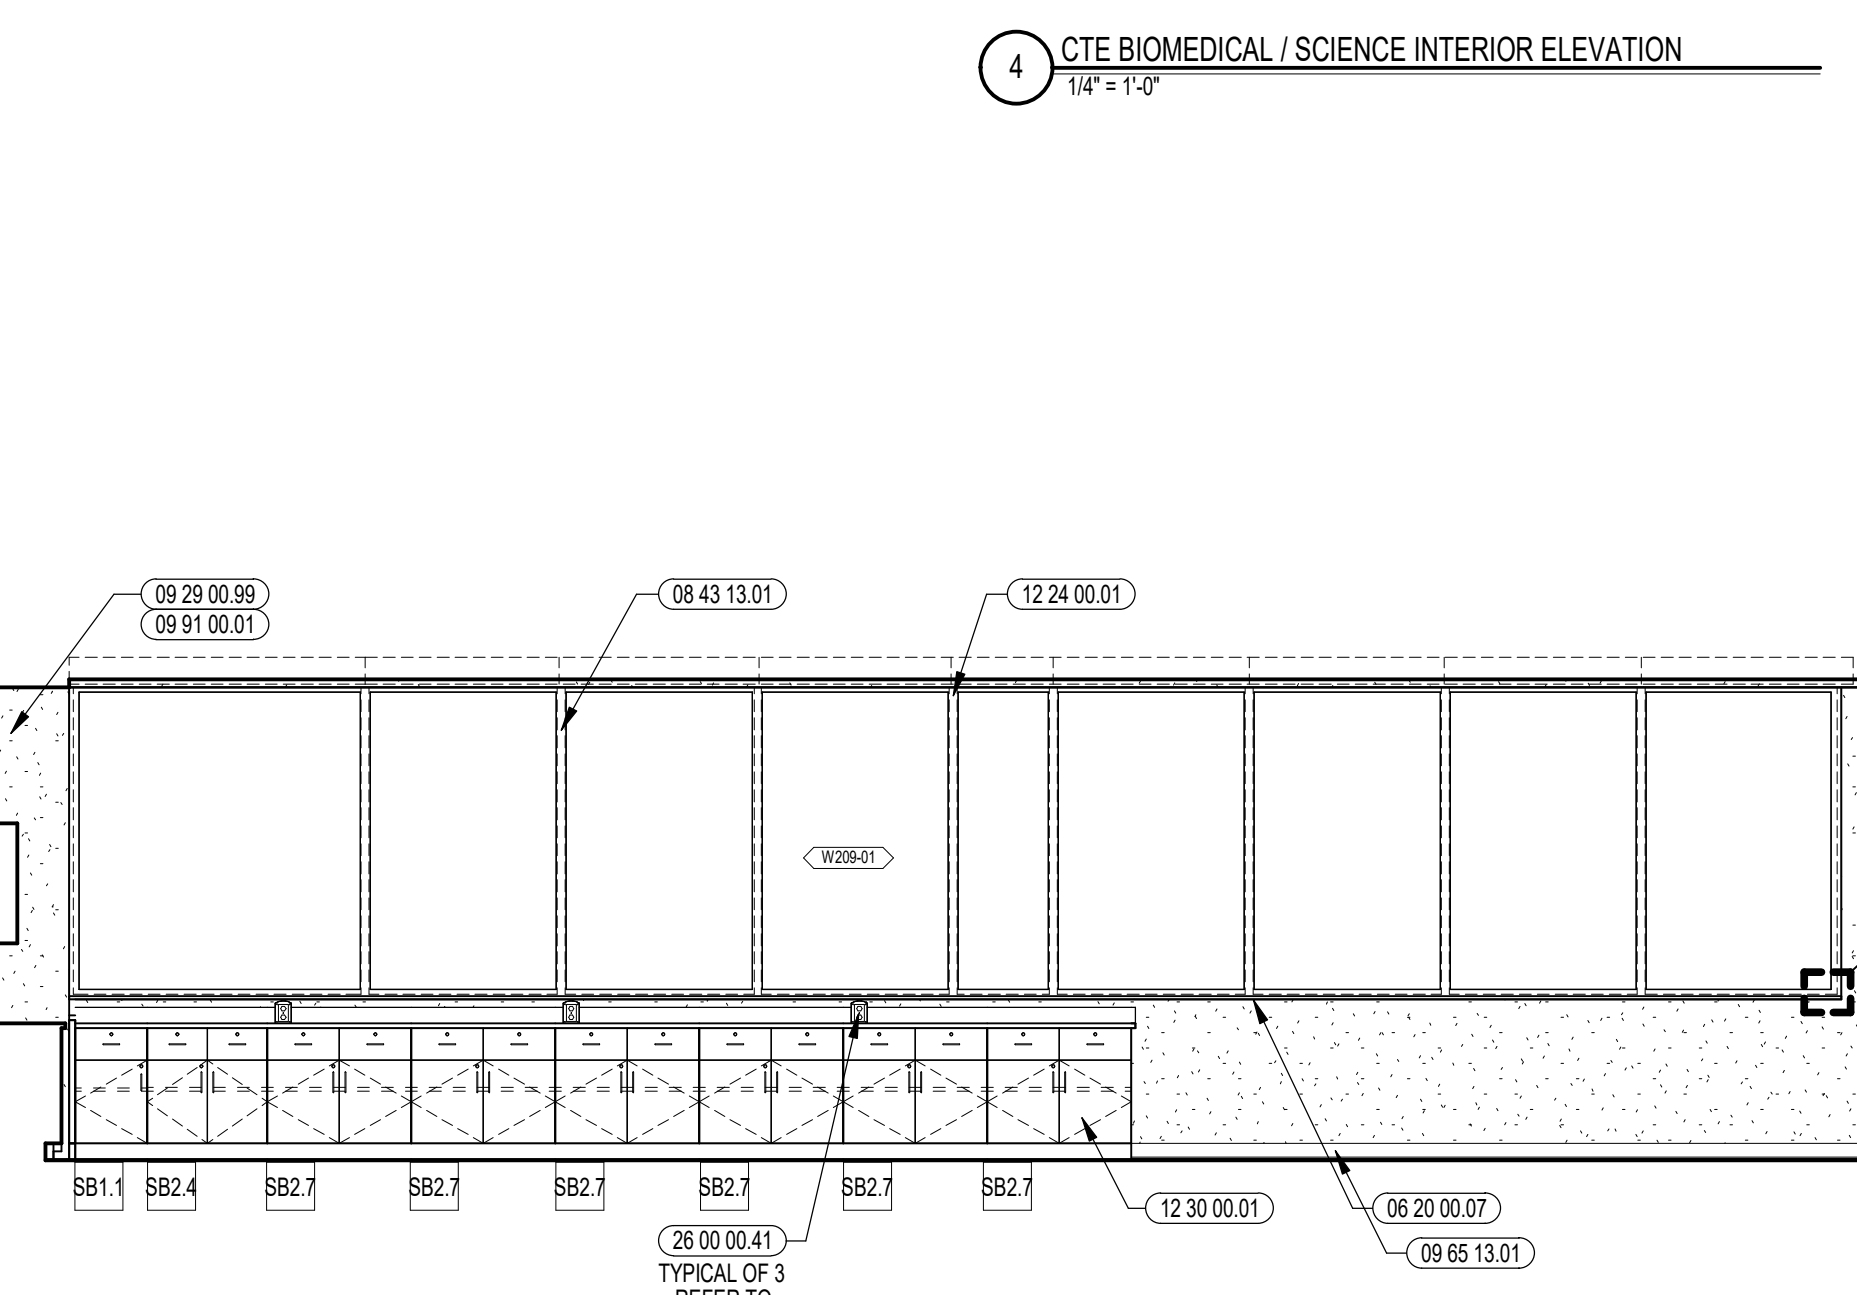 4
CTE BIOMEDICAL / SCIENCE INTERIOR ELEVATION
1/4" = 1'-0"
09 29 00.99
09 91 00.01
08 43 13.01
12 24 00.01
W209-01
SB1.1
SB2.4
SB2.7
SB2.7
SB2.7
SB2.7
SB2.7
SB2.7
12 30 00.01
06 20 00.07
26 00 00.41
09 65 13.01
TYPICAL OF 3
REFER TO